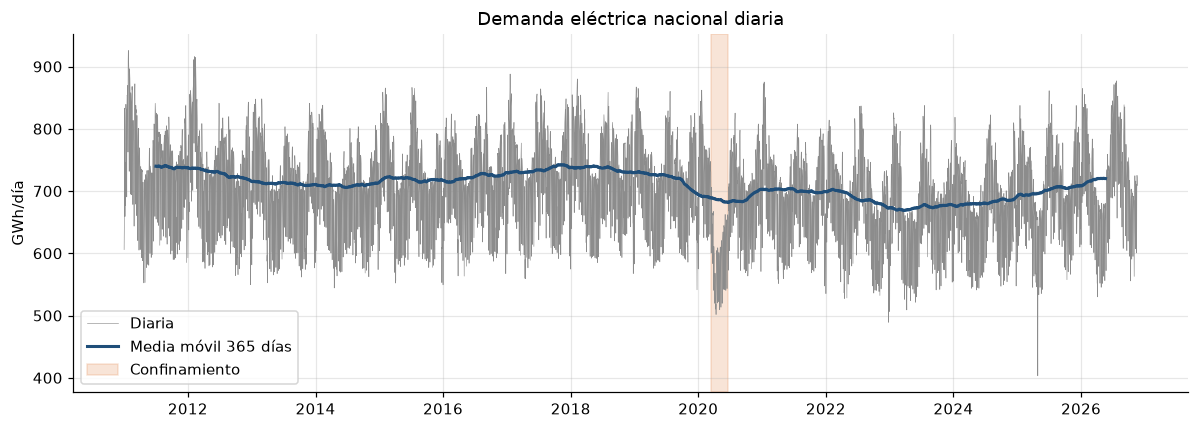 Demanda eléctrica nacional diaria
GWh/día
900
800
700
600
500
400
Diaria
Media móvil 365 días
Confinamiento
2012
2014
2016
2018
2020
2022
2024
2026